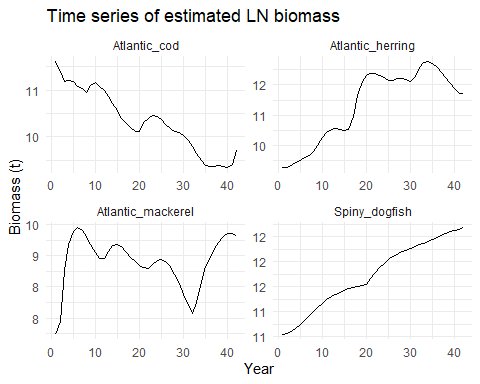 Time series of estimated LN biomass
Atlantic_cod
Atlantic_herring
11
10
12
11
10
0 10 20 30 40
0 10 20 30 40
Atlantic_mackerel
Spiny_dogfish
10
9
8
8
12
12
12
11
11
0 10 20 30 40
0 10 20 30 40
Biomass (t)
Year